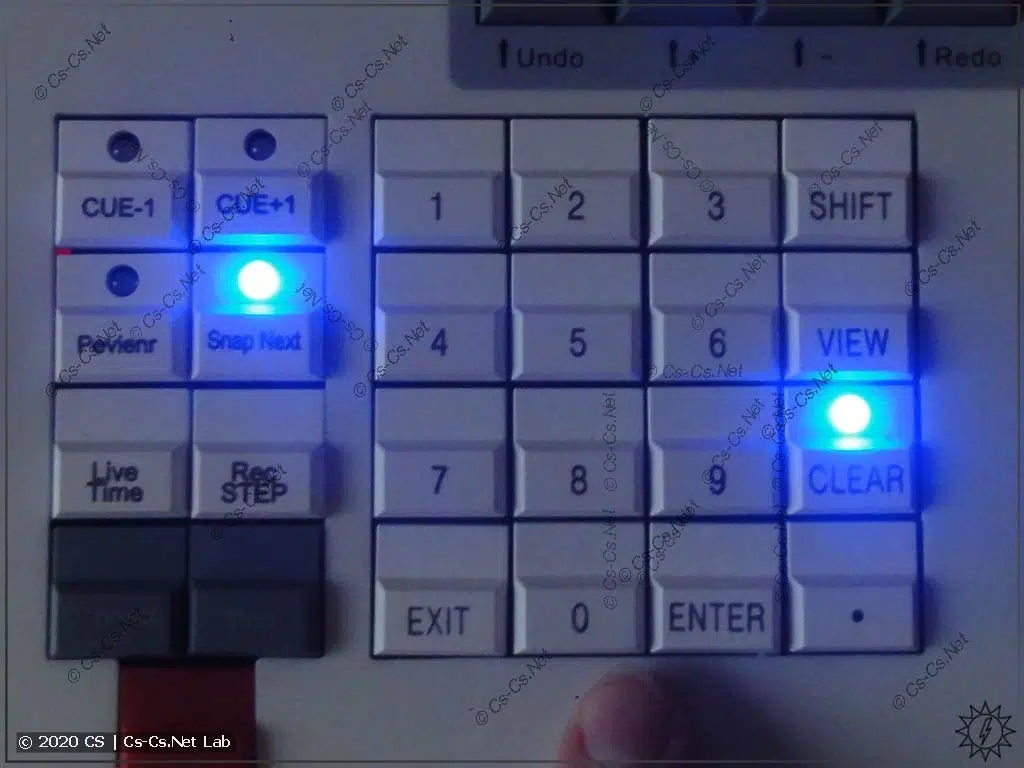 ↑ Undo ↑ ↑ - ↑ Redo
CUE-1 CUE+1 1 2 3 SHIFT
Pevienr Snap Next 4 5 6 VIEW
Live Time Rec STEP 7 8 9 CLEAR
EXIT 0 ENTER .
© Cs-Cs.Net
© 2020 CS | Cs-Cs.Net Lab